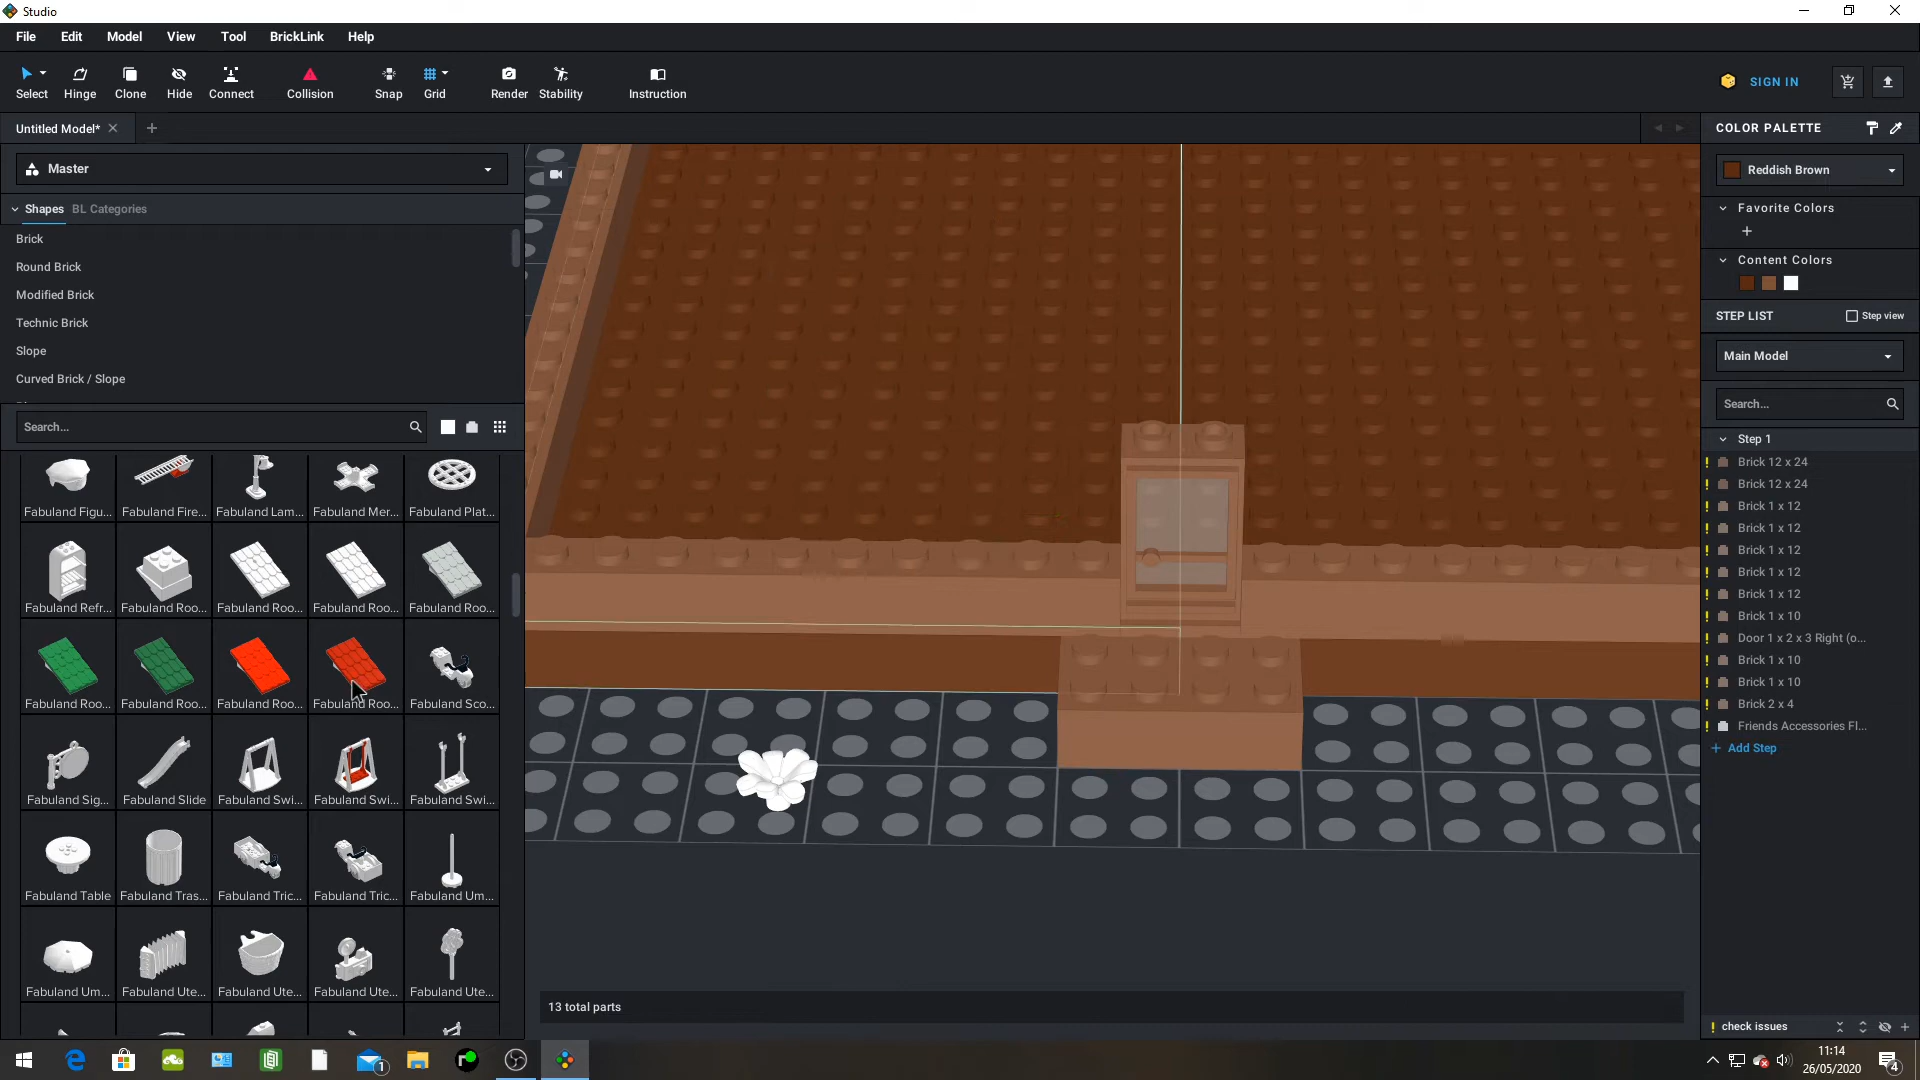 Studio
File Edit Model View Tool BrickLink Help
Select Hinge Clone Hide Connect Collision Snap Grid Render Stability Instruction
SIGN IN
Untitled Model*
COLOR PALETTE
Master
Reddish Brown
Shapes BL Categories
Favorite Colors
Brick
Round Brick
Content Colors
Modified Brick
Technic Brick
STEP LIST Step view
Slope
Main Model
Curved Brick / Slope
Search...
Search...
Step 1
Brick 12 x 24
Brick 12 x 24
Brick 1 x 12
Brick 1 x 12
Brick 1 x 12
Brick 1 x 12
Brick 1 x 12
Brick 1 x 10
Door 1 x 2 x 3 Right (o...
Brick 1 x 10
Brick 1 x 10
Brick 2 x 4
Friends Accessories Fl...
Add Step
Fabuland Figu... Fabuland Fire... Fabuland Lam... Fabuland Mer... Fabuland Plat...
Fabuland Refr... Fabuland Roo... Fabuland Roo... Fabuland Roo... Fabuland Roo...
Fabuland Roo... Fabuland Roo... Fabuland Roo... Fabuland Roo... Fabuland Sco...
Fabuland Sig... Fabuland Slide Fabuland Swi... Fabuland Swi... Fabuland Swi...
Fabuland Table Fabuland Tras... Fabuland Tric... Fabuland Tric... Fabuland Um...
Fabuland Um... Fabuland Ute... Fabuland Ute... Fabuland Ute... Fabuland Ute...
13 total parts
check issues
1
11:14
26/05/2020
4